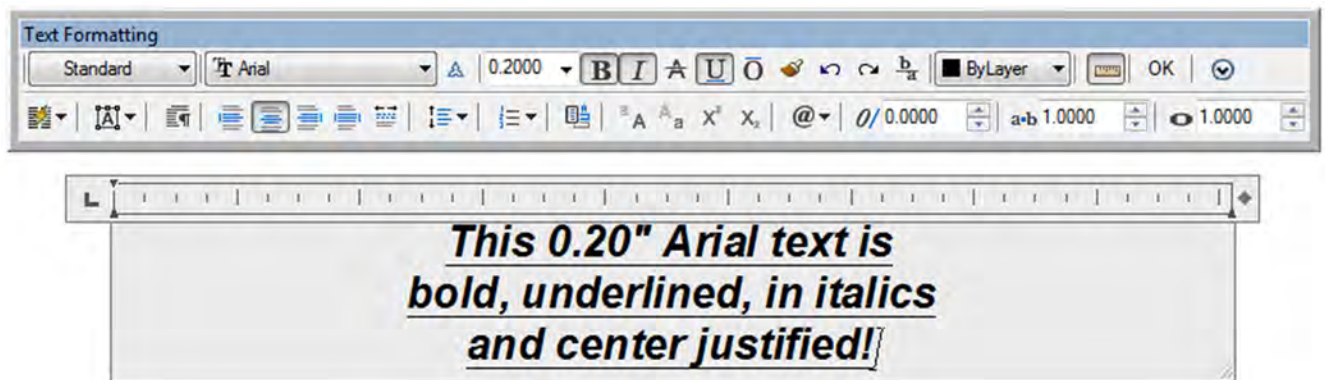 Text Formatting
Standard Arial 0.2000 B I A U O b/a ByLayer OK
A 0/ 0.0000 a•b 1.0000 1.0000
This 0.20" Arial text is
bold, underlined, in italics
and center justified!